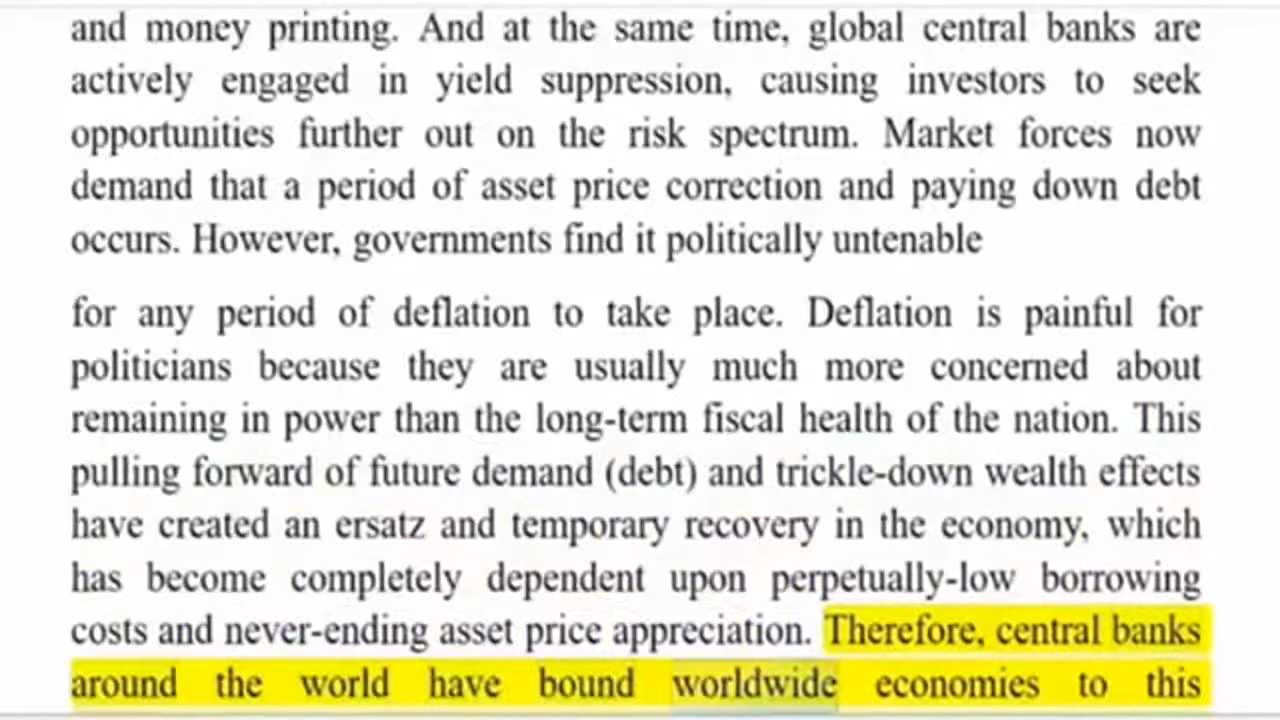 and money printing. And at the same time, global central banks are
actively engaged in yield suppression, causing investors to seek
opportunities further out on the risk spectrum. Market forces now
demand that a period of asset price correction and paying down debt
occurs. However, governments find it politically untenable
for any period of deflation to take place. Deflation is painful for
politicians because they are usually much more concerned about
remaining in power than the long-term fiscal health of the nation. This
pulling forward of future demand (debt) and trickle-down wealth effects
have created an ersatz and temporary recovery in the economy, which
has become completely dependent upon perpetually-low borrowing
costs and never-ending asset price appreciation. Therefore, central banks
around the world have bound worldwide economies to this